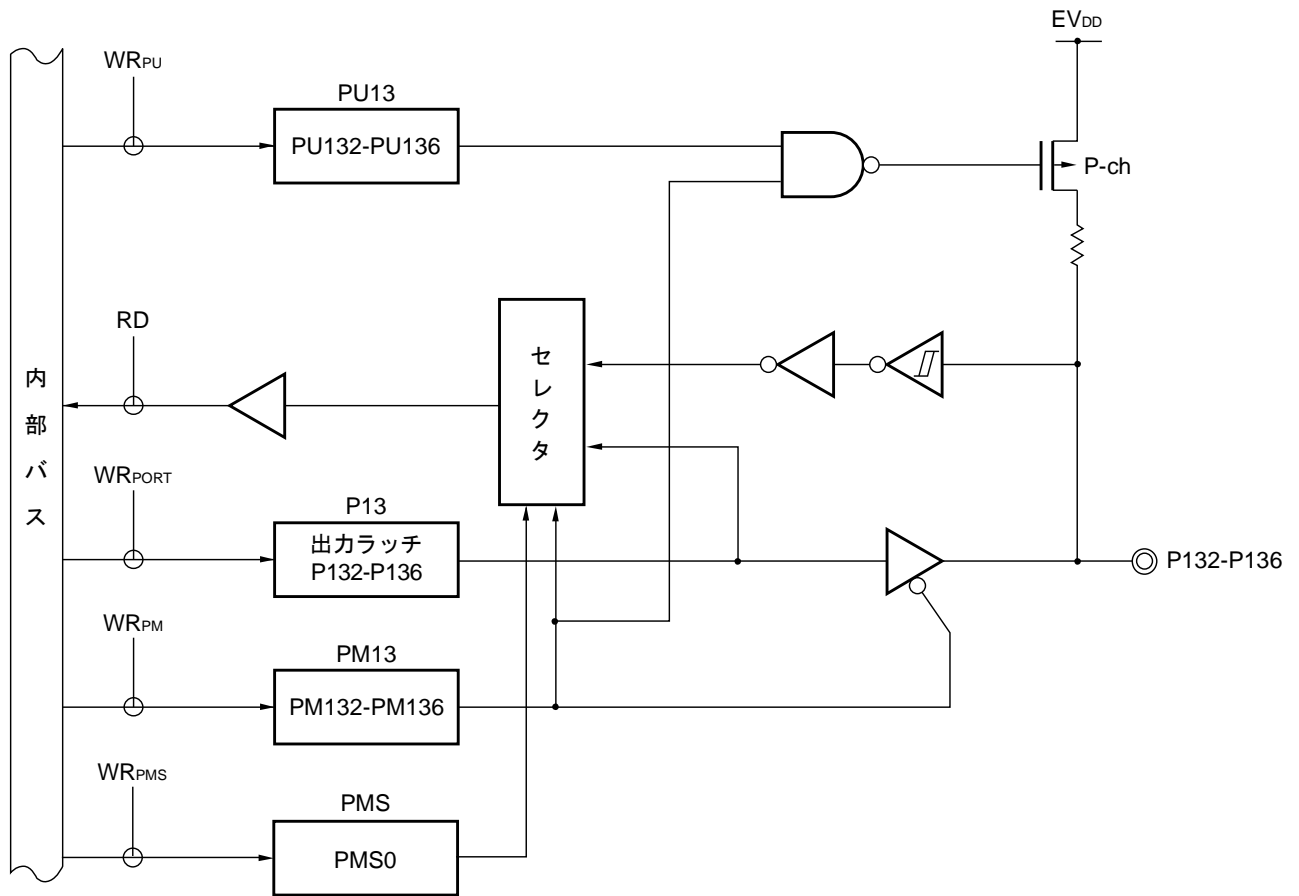 EVDD
WRPU
PU13
PU132-PU136
P-ch
RD
セレクタ
内部バス
WRPORT
P13
出力ラッチ
P132-P136
P132-P136
WRPM
PM13
PM132-PM136
WRPMS
PMS
PMS0